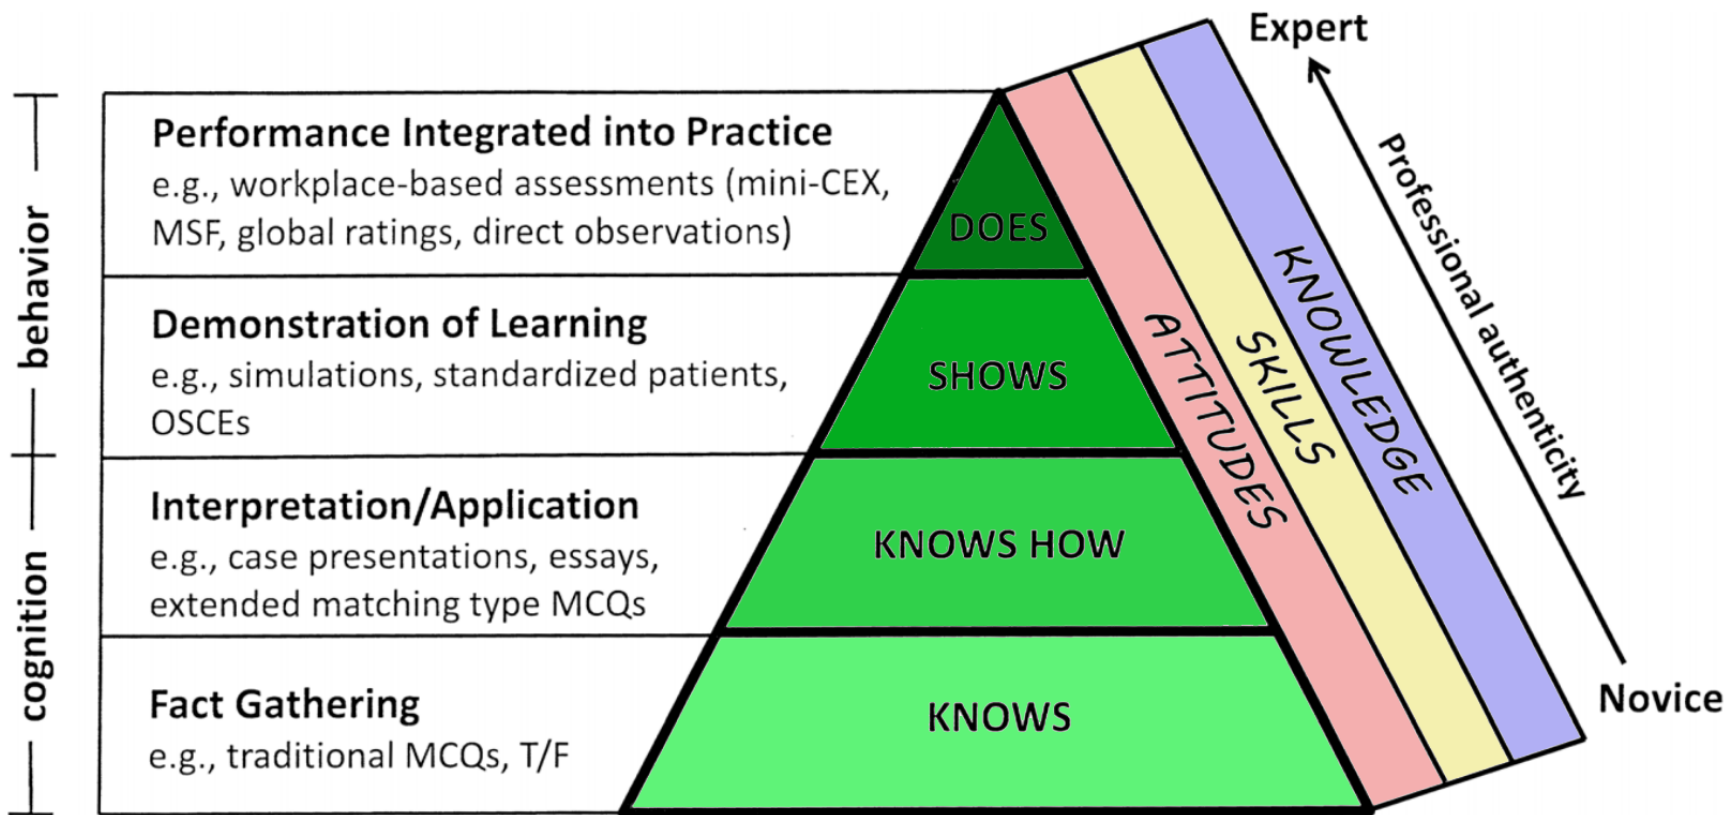 Expert
Performance Integrated into Practice
e.g., workplace-based assessments (mini-CEX,
MSF, global ratings, direct observations)
DOES
Demonstration of Learning
e.g., simulations, standardized patients,
OSCEs
SHOWS
behavior
Interpretation/Application
e.g., case presentations, essays,
extended matching type MCQs
KNOWS HOW
Fact Gathering
e.g., traditional MCQs, T/F
KNOWS
cognition
ATTITUDES
SKILLS
KNOWLEDGE
Professional authenticity
Novice